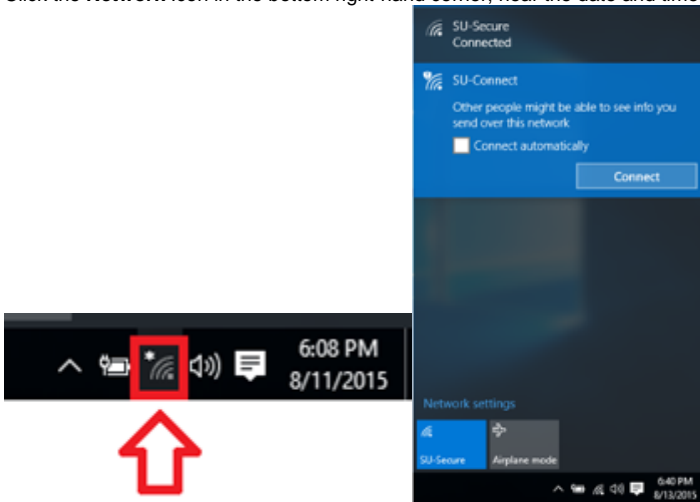 Click the Network icon in the bottom right-hand corner, near the date and time
SU-Secure
Connected
SU-Connect
Other people might be able to see info you
send over this network
Connect automatically
Connect
6:08 PM
8/11/2015
Network settings
SU-Secure
Airplane mode
6:40 PM
8/13/2015